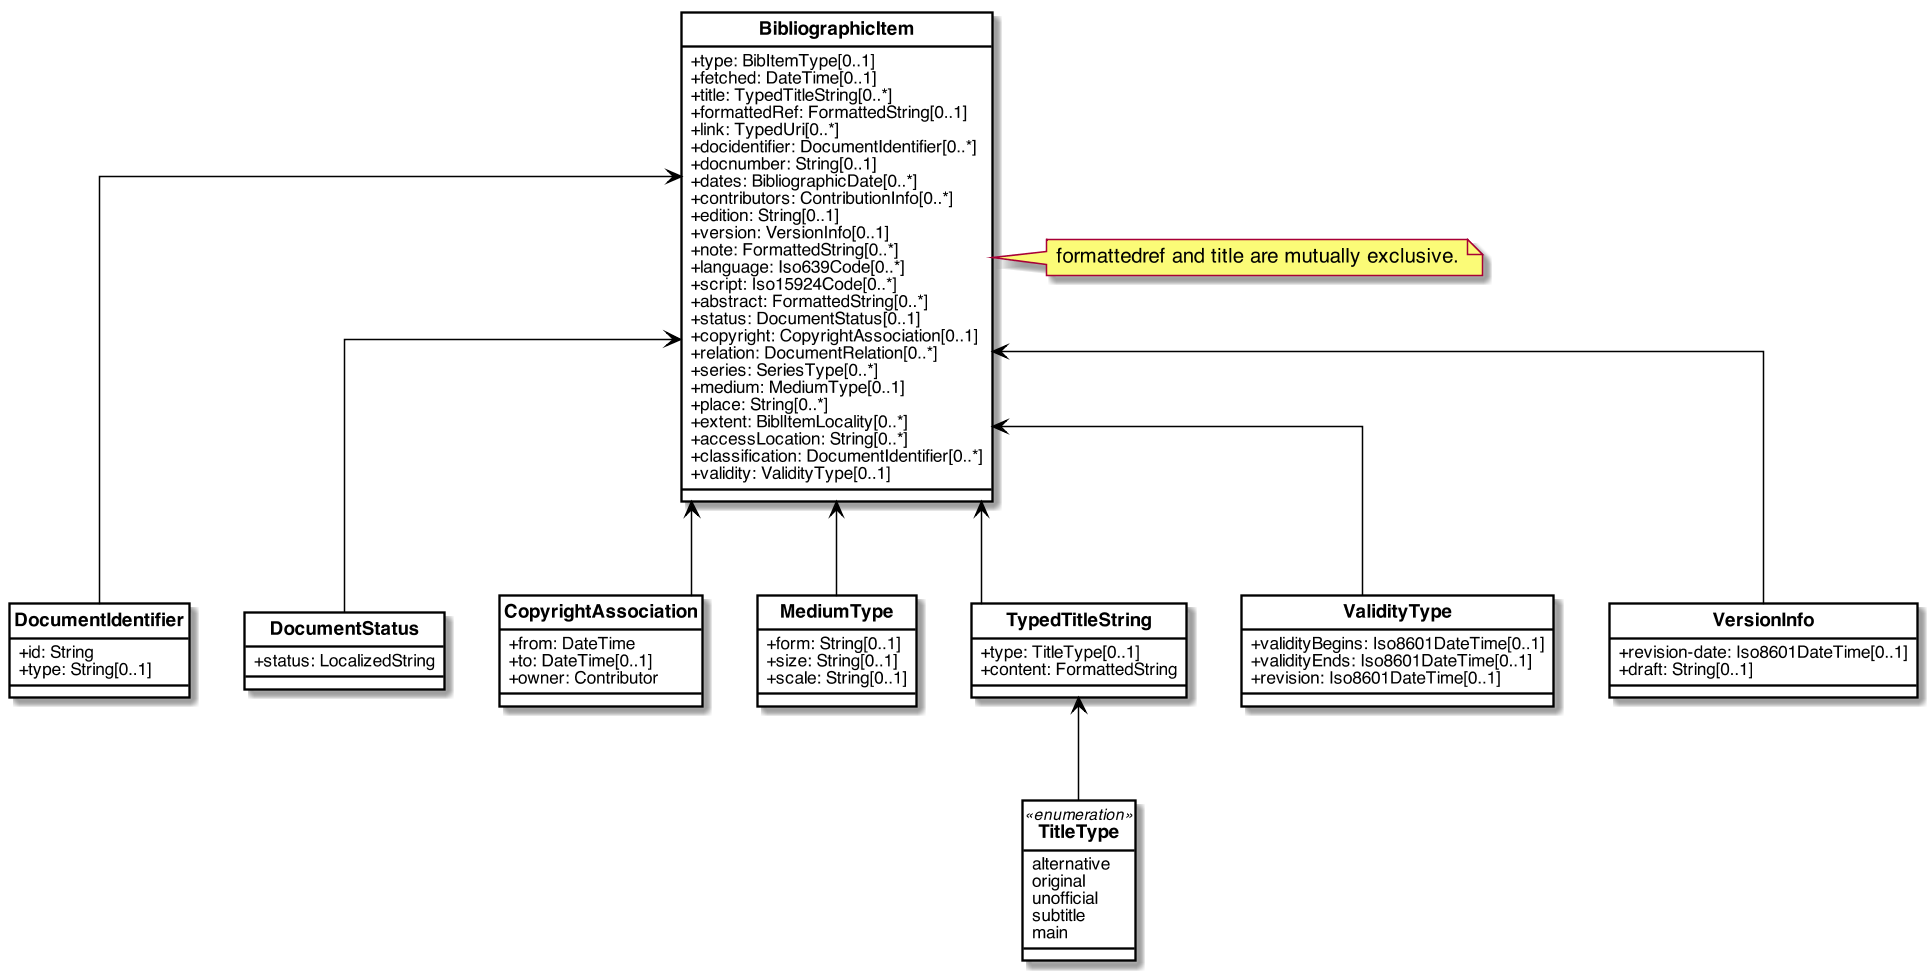 BibliographicItem
+type: BibItemType[0..1]
+fetched: DateTime[0..1]
+title: TypedTitleString[0..*]
+formattedRef: FormattedString[0..1]
+link: TypedUri[0..*]
+docidentifier: DocumentIdentifier[0..*]
+docnumber: String[0..1]
+dates: BibliographicDate[0..*]
+contributors: ContributionInfo[0..*]
+edition: String[0..1]
+version: VersionInfo[0..1]
+note: FormattedString[0..*]
+language: Iso639Code[0..*]
+script: Iso15924Code[0..*]
+abstract: FormattedString[0..*]
+status: DocumentStatus[0..1]
+copyright: CopyrightAssociation[0..1]
+relation: DocumentRelation[0..*]
+series: SeriesType[0..*]
+medium: MediumType[0..1]
+place: String[0..*]
+extent: BiblItemLocality[0..*]
+accessLocation: String[0..*]
+classification: DocumentIdentifier[0..*]
+validity: ValidityType[0..1]
formattedref and title are mutually exclusive.
DocumentIdentifier
+id: String
+type: String[0..1]
DocumentStatus
+status: LocalizedString
CopyrightAssociation
+from: DateTime
+to: DateTime[0..1]
+owner: Contributor
MediumType
+form: String[0..1]
+size: String[0..1]
+scale: String[0..1]
TypedTitleString
+type: TitleType[0..1]
+content: FormattedString
ValidityType
+validityBegins: Iso8601DateTime[0..1]
+validityEnds: Iso8601DateTime[0..1]
+revision: Iso8601DateTime[0..1]
VersionInfo
+revision-date: Iso8601DateTime[0..1]
+draft: String[0..1]
«enumeration»
TitleType
alternative
original
unofficial
subtitle
main